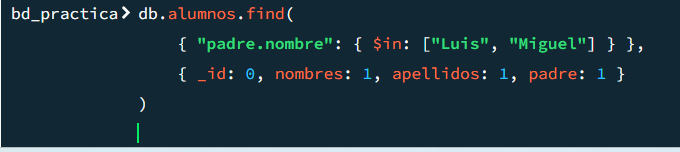 bd_practica> db.alumnos.find(
{ "padre.nombre": { $in: ["Luis", "Miguel"] } },
{ _id: 0, nombres: 1, apellidos: 1, padre: 1 }
)